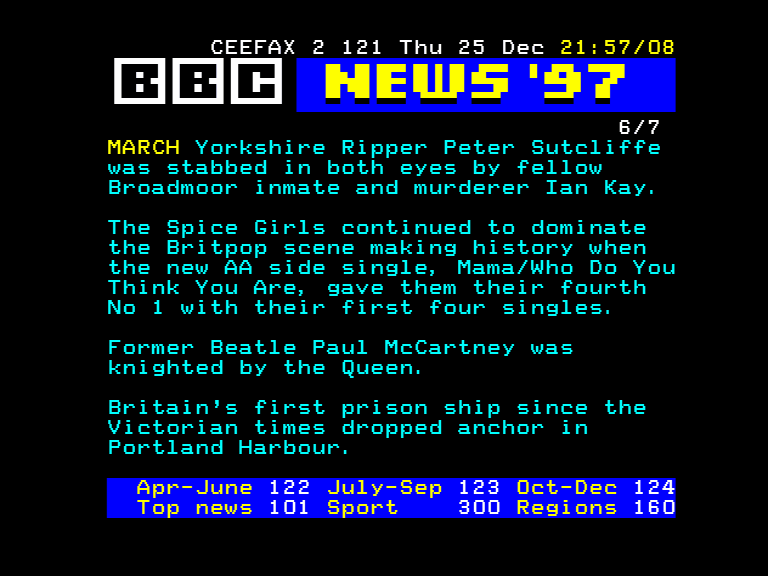 CEEFAX 2 121 Thu 25 Dec 21:57/08
BBC NEWS '97
6/7
MARCH Yorkshire Ripper Peter Sutcliffe
was stabbed in both eyes by fellow
Broadmoor inmate and murderer Ian Kay.
The Spice Girls continued to dominate
the Britpop scene making history when
the new AA side single, Mama/Who Do You
Think You Are, gave them their fourth
No 1 with their first four singles.
Former Beatle Paul McCartney was
knighted by the Queen.
Britain's first prison ship since the
Victorian times dropped anchor in
Portland Harbour.
Apr-June 122 July-Sep 123 Oct-Dec 124
Top news 101 Sport 300 Regions 160